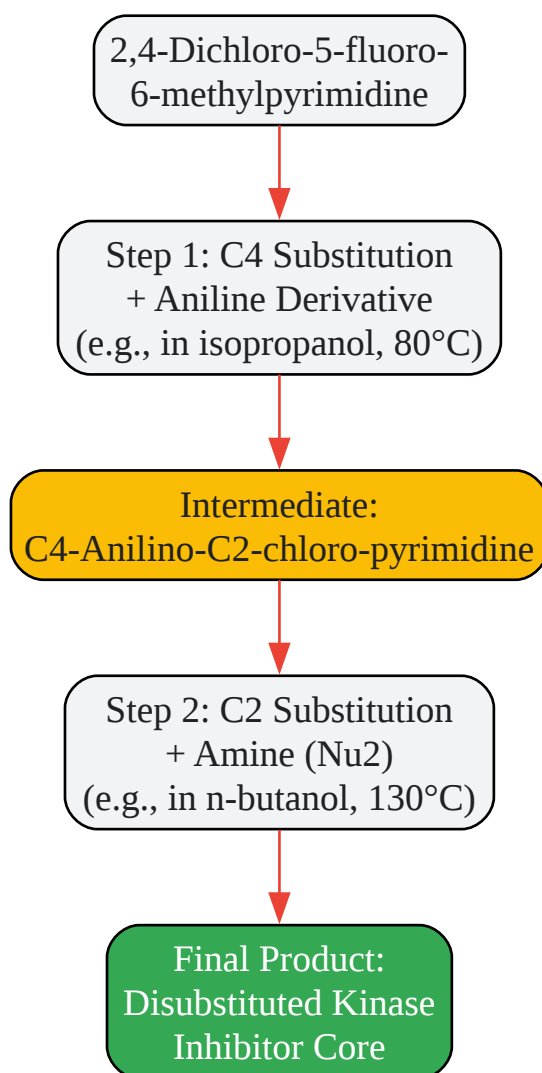 2,4-Dichloro-5-fluoro-
6-methylpyrimidine
Step 1: C4 Substitution
+ Aniline Derivative
(e.g., in isopropanol, 80°C)
Intermediate:
C4-Anilino-C2-chloro-pyrimidine
Step 2: C2 Substitution
+ Amine (Nu2)
(e.g., in n-butanol, 130°C)
Final Product:
Disubstituted Kinase
Inhibitor Core